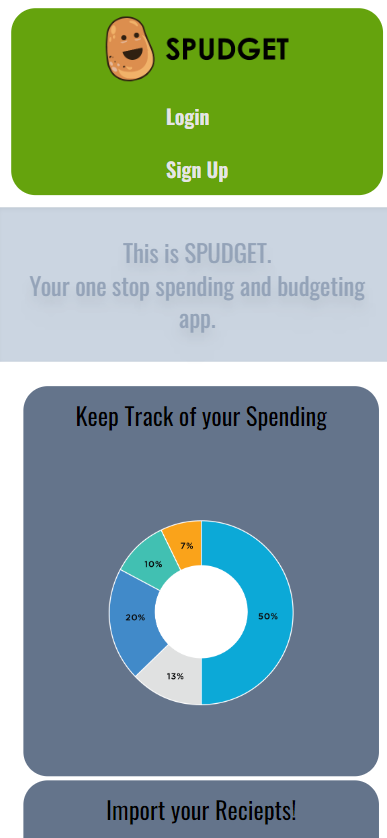 SPUDGET
Login
Sign Up
This is SPUDGET.
Your one stop spending and budgeting
app.
Keep Track of your Spending
7%
10%
50%
20%
13%
Import your Reciepts!